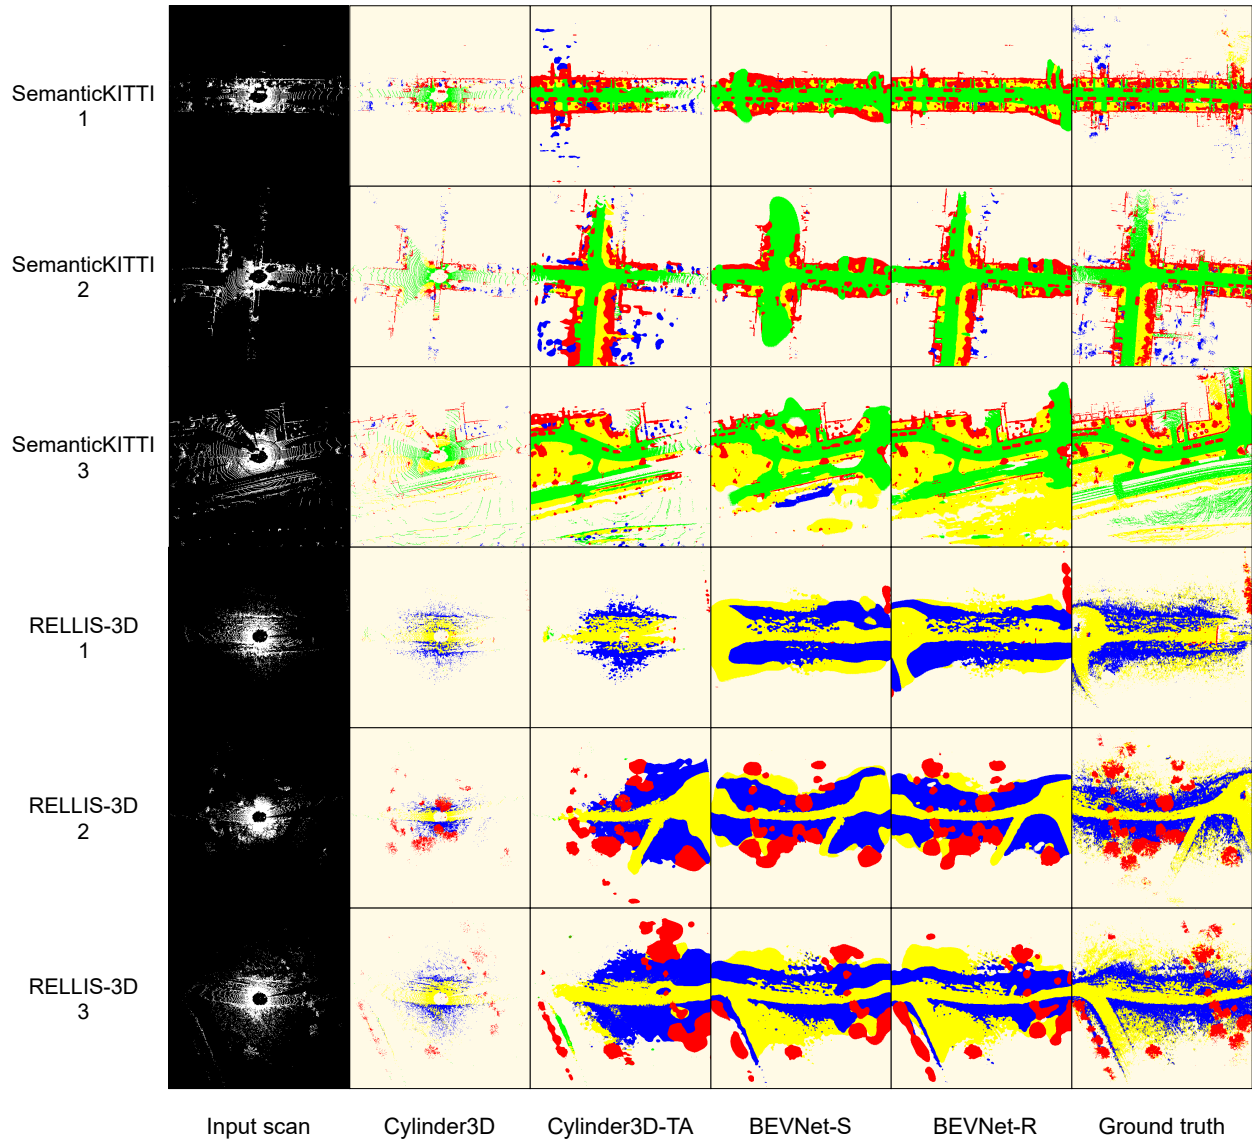 SemanticKITTI
1
SemanticKITTI
2
SemanticKITTI
3
RELLIS-3D
1
RELLIS-3D
2
RELLIS-3D
3
Input scan
Cylinder3D
Cylinder3D-TA
BEVNet-S
BEVNet-R
Ground truth